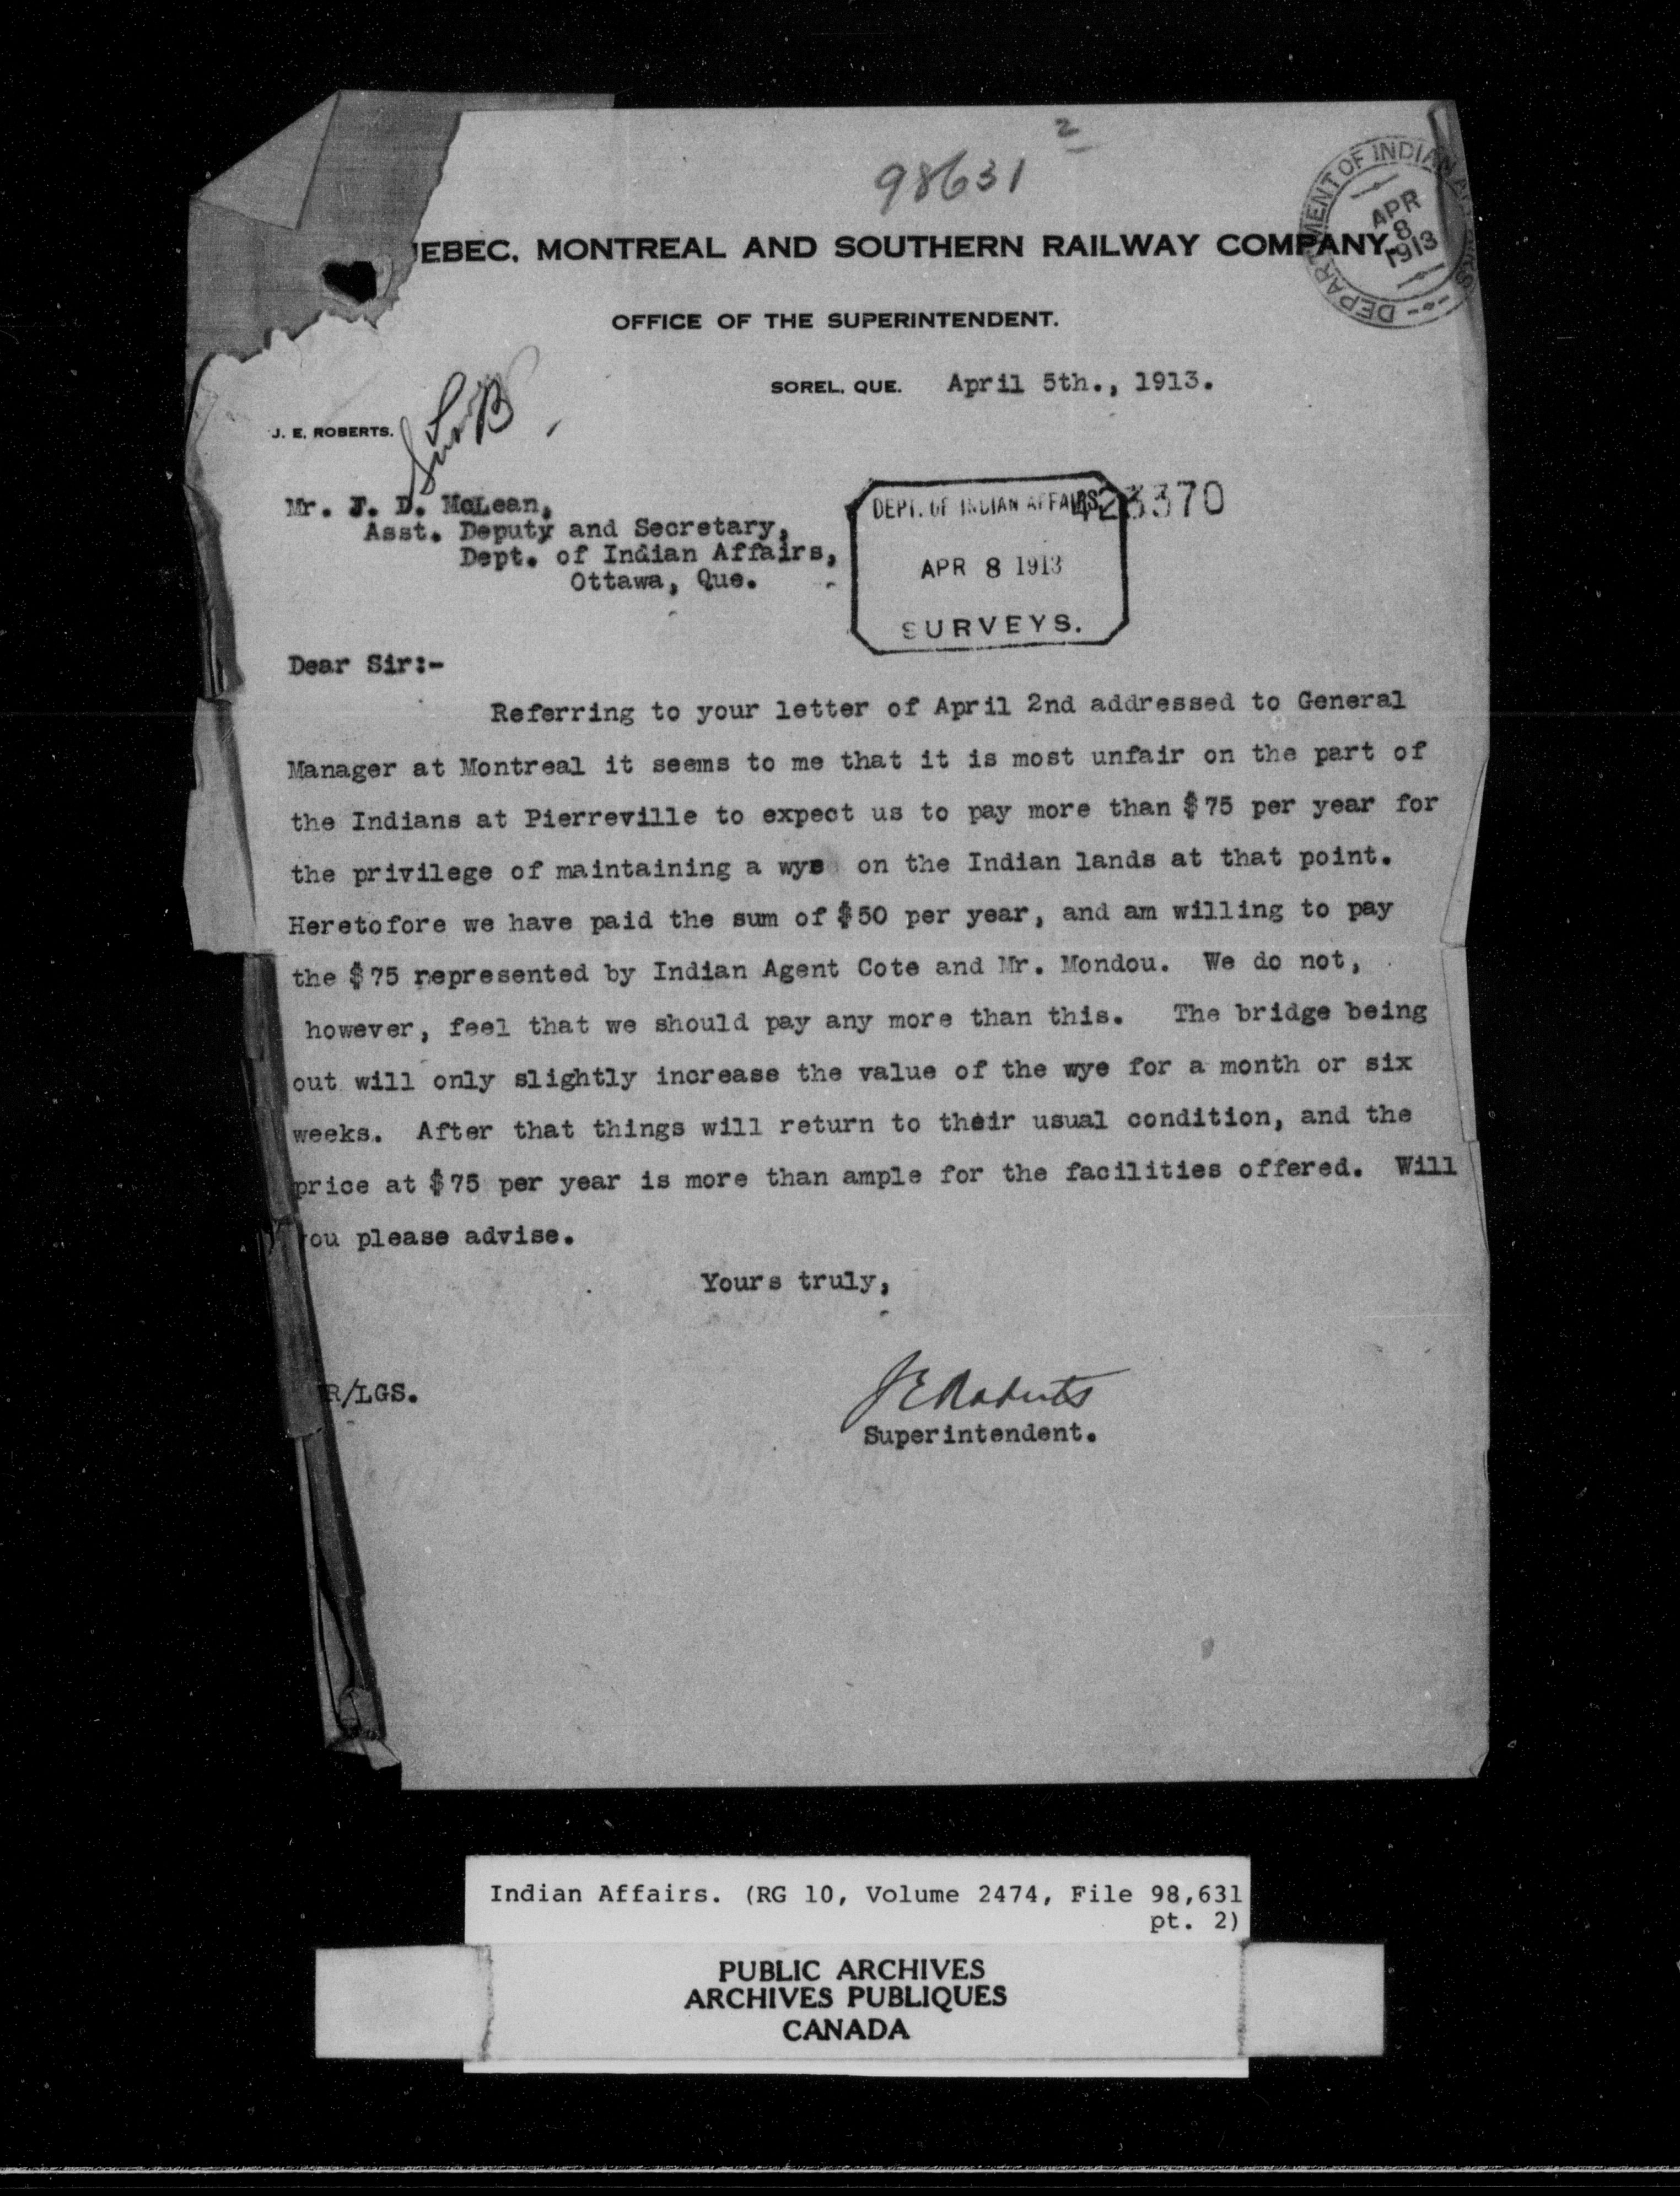 2
98631
UEBEC, MONTREAL AND SOUTHERN RAILWAY COMPANY.
DEPARTMENT OF INDIAN AFFAIRS
APR
8
1913
OFFICE OF THE SUPERINTENDENT.
SOREL, QUE. April 5th., 1913.
J. E. ROBERTS.
Mr. J. D. McLean,
Asst. Deputy and Secretary,
Dept. of Indian Affairs,
Ottawa, Que.
DEPT. OF INDIAN AFFAIRS
423370
APR 8 1913
SURVEYS.
Dear Sir:-
Referring to your letter of April 2nd addressed to General
Manager at Montreal it seems to me that it is most unfair on the part of
the Indians at Pierreville to expect us to pay more than $75 per year for
the privilege of maintaining a wye on the Indian lands at that point.
Heretofore we have paid the sum of $50 per year, and am willing to pay
the $75 represented by Indian Agent Cote and Mr. Mondou. We do not,
however, feel that we should pay any more than this. The bridge being
out will only slightly increase the value of the wye for a month or six
weeks. After that things will return to their usual condition, and the
price at $75 per year is more than ample for the facilities offered. Will
you please advise.
Yours truly,
R/LGS.
J E Roberts
Superintendent.
Indian Affairs. (RG 10, Volume 2474, File 98,631
pt. 2)
PUBLIC ARCHIVES
ARCHIVES PUBLIQUES
CANADA